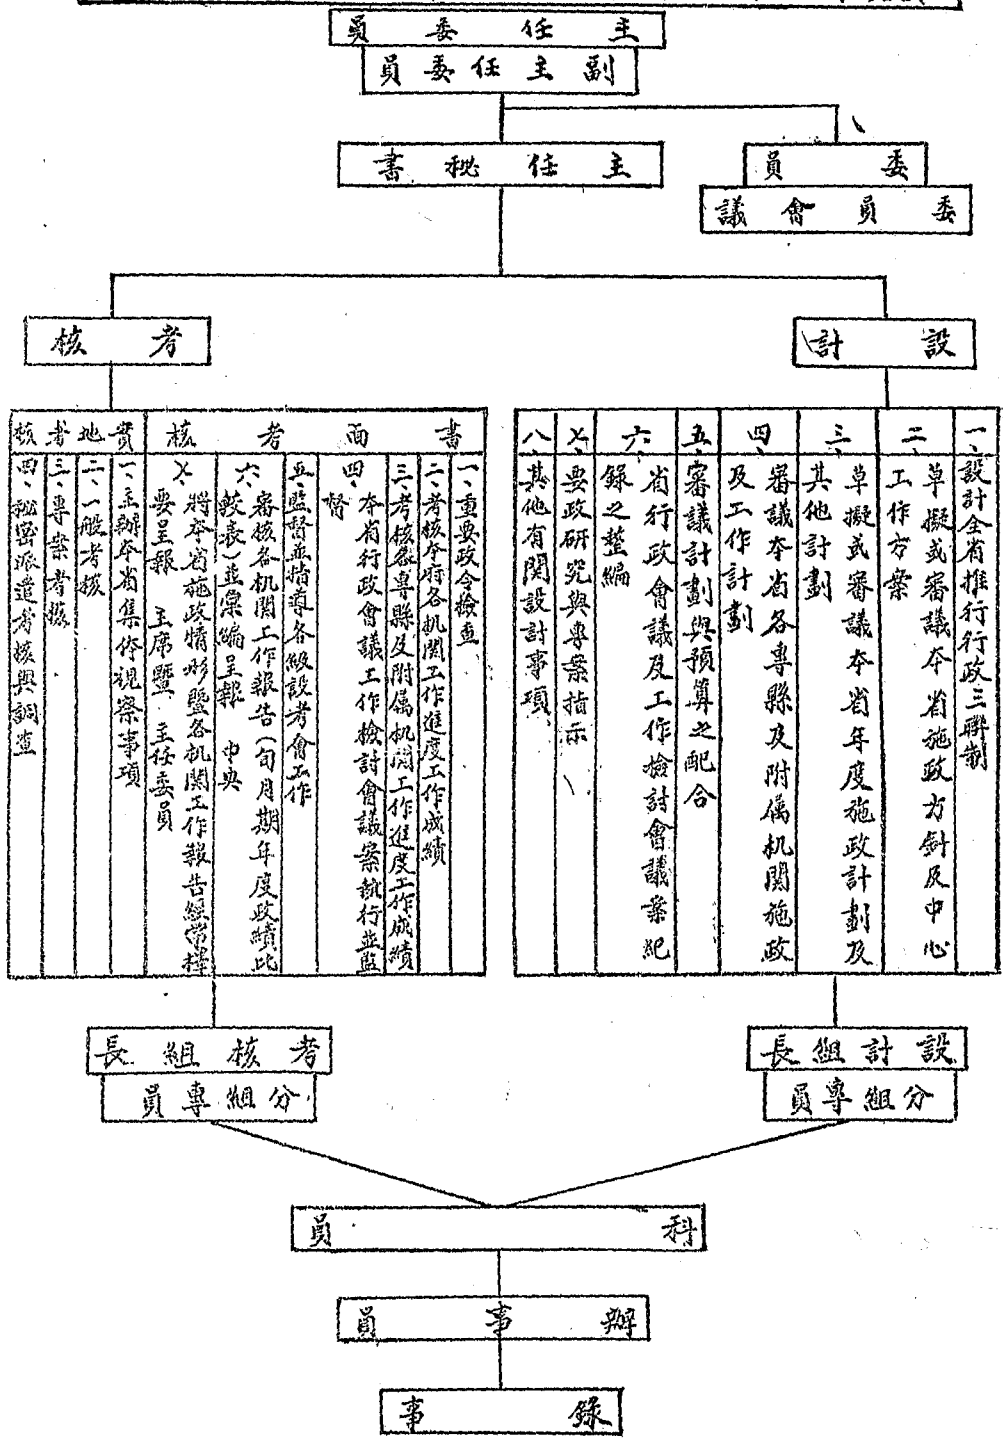 主任委員
副主任委員
主任秘書
委員
委員會議
設計
考核
一、設計全省推行行政三聯制
二、草擬或審議本省施政方針及中心
工作方案
三、草擬或審議本省年度施政計劃及
其他計劃
四、審議本省各專縣及附属机関施政
及工作計劃
五、審議計劃與預算之配合
六、省行政會議及工作檢討會議案紀
錄之整編
七、要政研究與專案指示
八、其他有関設計事項
書面考核
一、重要政令檢查
二、考核本府各机関工作進度工作成績
三、考核各專縣及附属机関工作進度工作成績
四、本省行政會議工作檢討會議案執行並監
督
五、監督並指導各級設考會工作
六、審核各机関工作報告(旬月期年度政績比
較表)並彙編呈報 中央
七、將本省施政情形暨各机関工作報告經常擇
要呈報 主席暨 主任委員
實地考核
一、主辦本省集体視察事項
二、一般考核
三、專案考核
四、秘密派遣考核與調查
設計組長
分組專員
考核組長
分組專員
科員
辦事員
錄事